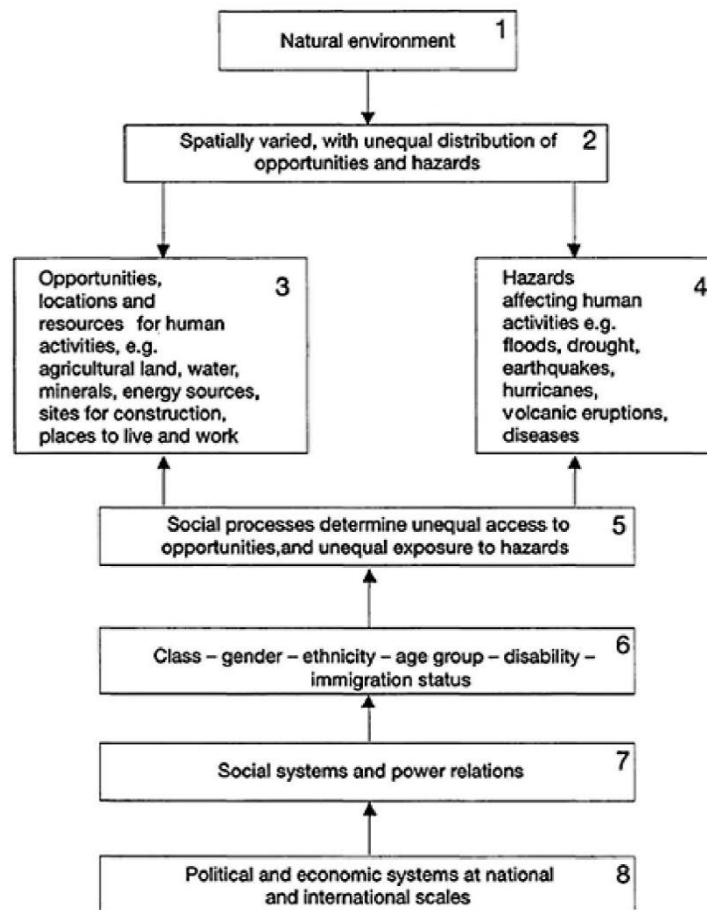 Natural environment 1
Spatially varied, with unequal distribution of 2
opportunities and hazards
Opportunities, 3
locations and
resources for human
activities, e.g.
agricultural land, water,
minerals, energy sources,
sites for construction,
places to live and work
Hazards 4
affecting human
activities e.g.
floods, drought,
earthquakes,
hurricanes,
volcanic eruptions,
diseases
Social processes determine unequal access to 5
opportunities,and unequal exposure to hazards
Class – gender – ethnicity – age group – disability – 6
immigration status
Social systems and power relations 7
Political and economic systems at national 8
and international scales